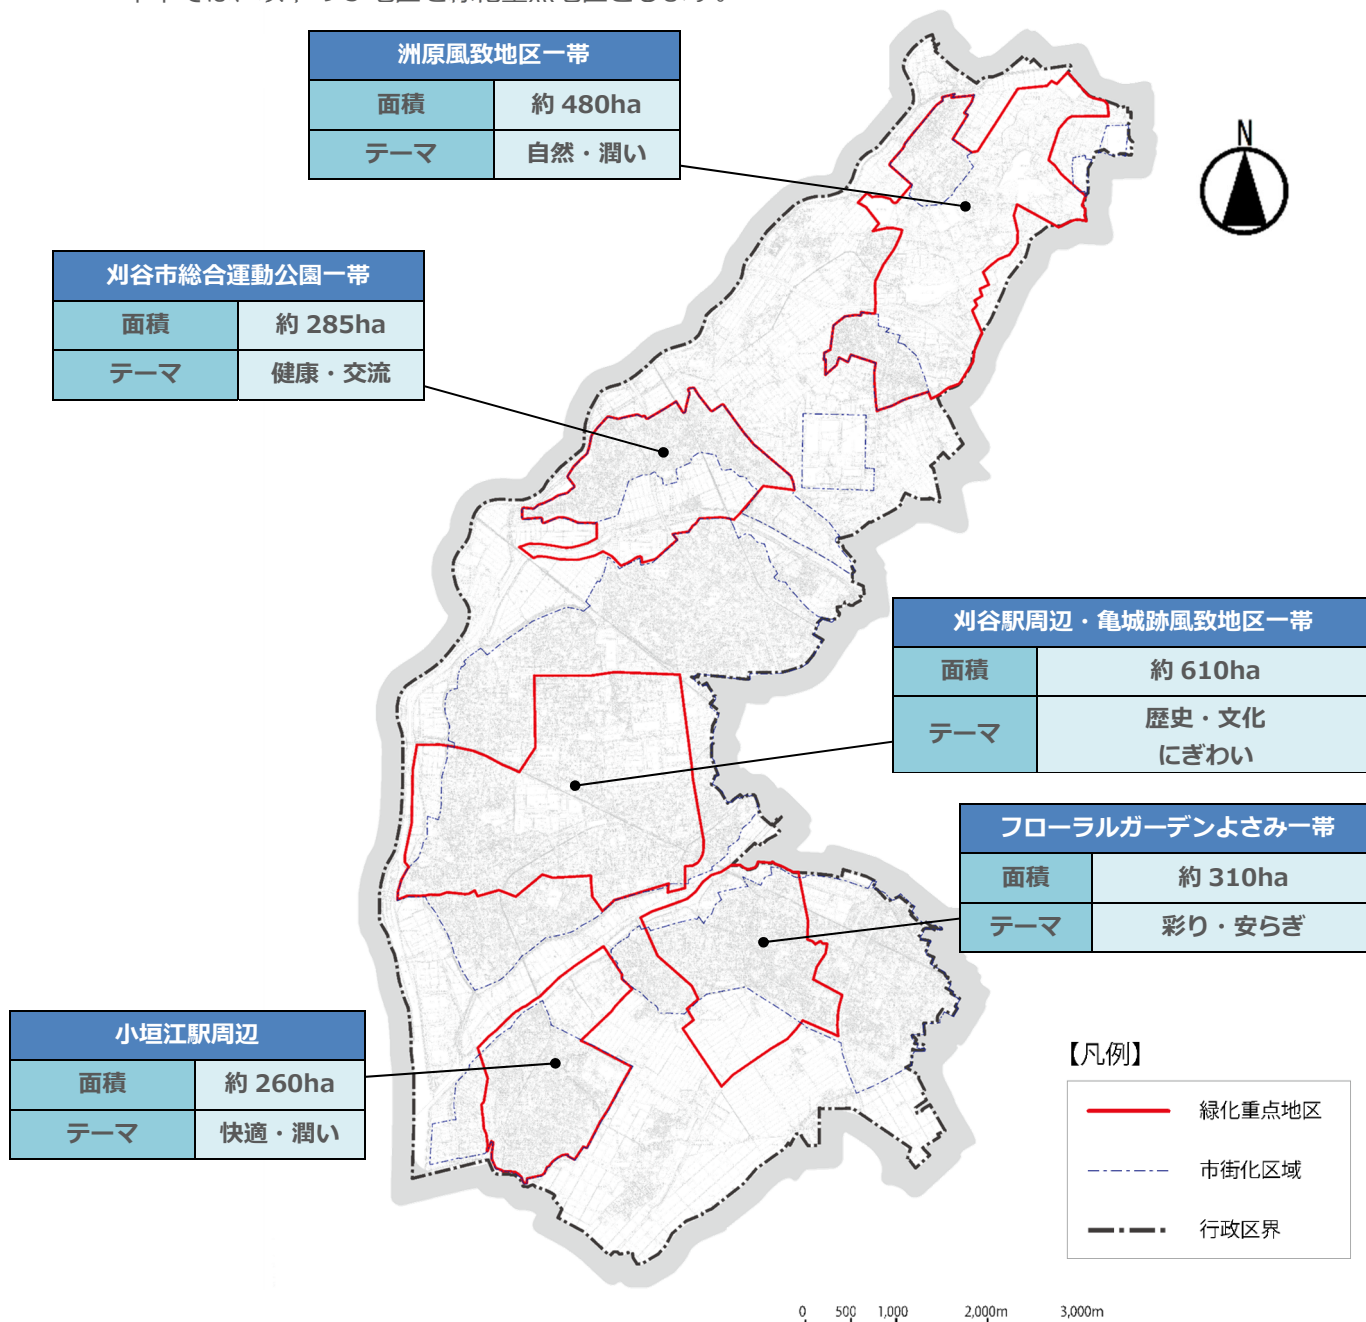 洲原風致地区一帯
面積 約 480ha
テーマ 自然・潤い
N
刈谷市総合運動公園一帯
面積 約 285ha
テーマ 健康・交流
刈谷駅周辺・亀城跡風致地区一帯
面積 約 610ha
テーマ 歴史・文化
にぎわい
フローラルガーデンよさみ一帯
面積 約 310ha
テーマ 彩り・安らぎ
小垣江駅周辺
面積 約 260ha
テーマ 快適・潤い
【凡例】
緑化重点地区
市街化区域
行政区界
0 500 1,000 2,000m 3,000m